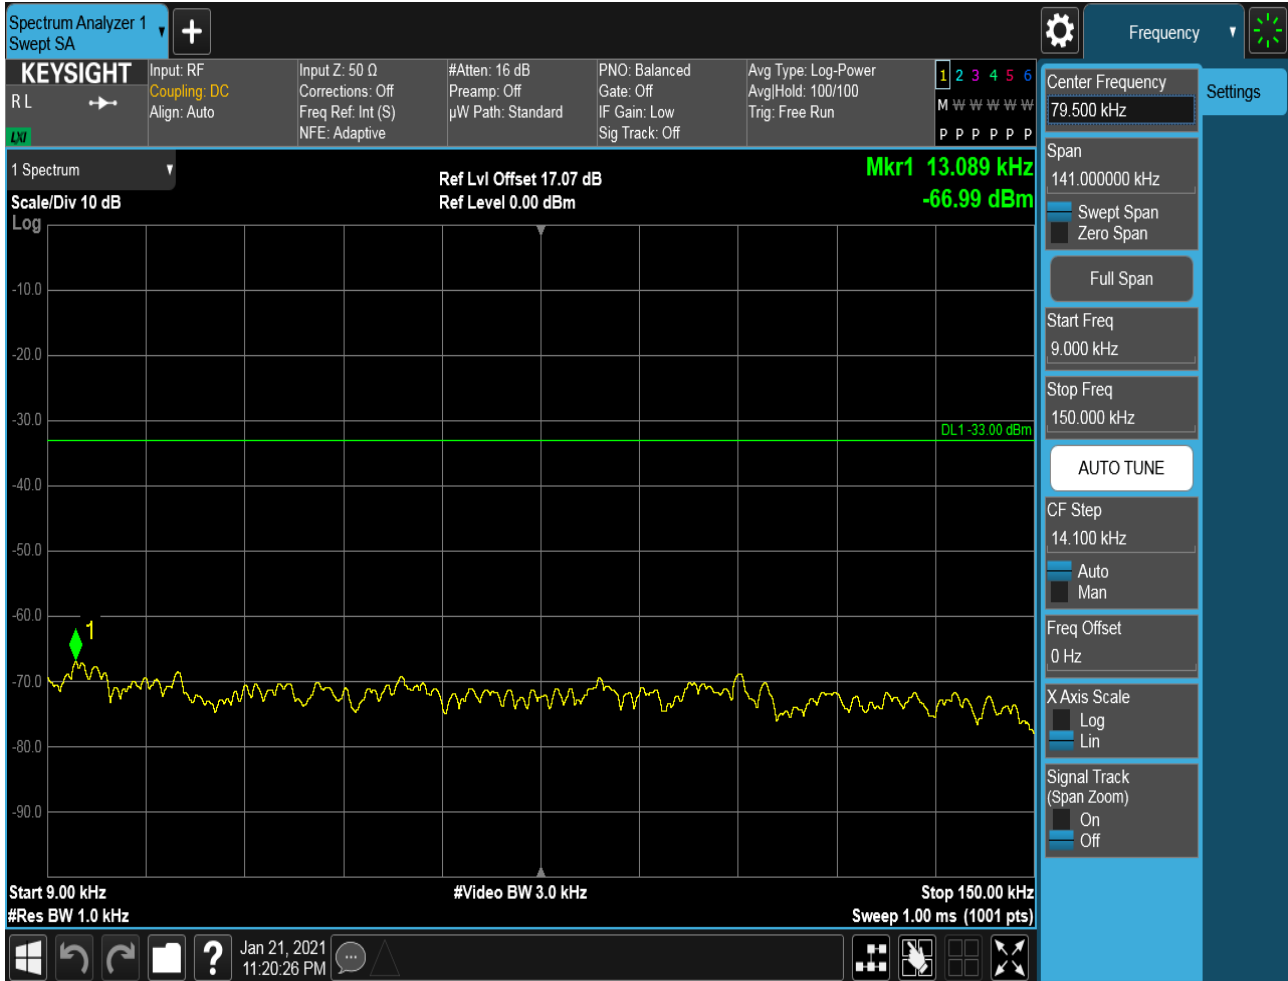 Spectrum Analyzer 1
Swept SA
+
Frequency
KEYSIGHT
R L
LXI
Input: RF
Coupling: DC
Align: Auto
Input Z: 50 Ω
Corrections: Off
Freq Ref: Int (S)
NFE: Adaptive
#Atten: 16 dB
Preamp: Off
µW Path: Standard
PNO: Balanced
Gate: Off
IF Gain: Low
Sig Track: Off
Avg Type: Log-Power
Avg|Hold: 100/100
Trig: Free Run
1 2 3 4 5 6
M W W W W W
P P P P P P
1 Spectrum
Scale/Div 10 dB
Log
Ref Lvl Offset 17.07 dB
Ref Level 0.00 dBm
Mkr1 13.089 kHz
-66.99 dBm
-10.0
-20.0
-30.0
DL1 -33.00 dBm
-40.0
-50.0
-60.0
1
-70.0
-80.0
-90.0
Start 9.00 kHz
#Res BW 1.0 kHz
#Video BW 3.0 kHz
Stop 150.00 kHz
Sweep 1.00 ms (1001 pts)
?
Jan 21, 2021
11:20:26 PM
Center Frequency
79.500 kHz
Settings
Span
141.000000 kHz
Swept Span
Zero Span
Full Span
Start Freq
9.000 kHz
Stop Freq
150.000 kHz
AUTO TUNE
CF Step
14.100 kHz
Auto
Man
Freq Offset
0 Hz
X Axis Scale
Log
Lin
Signal Track
(Span Zoom)
On
Off